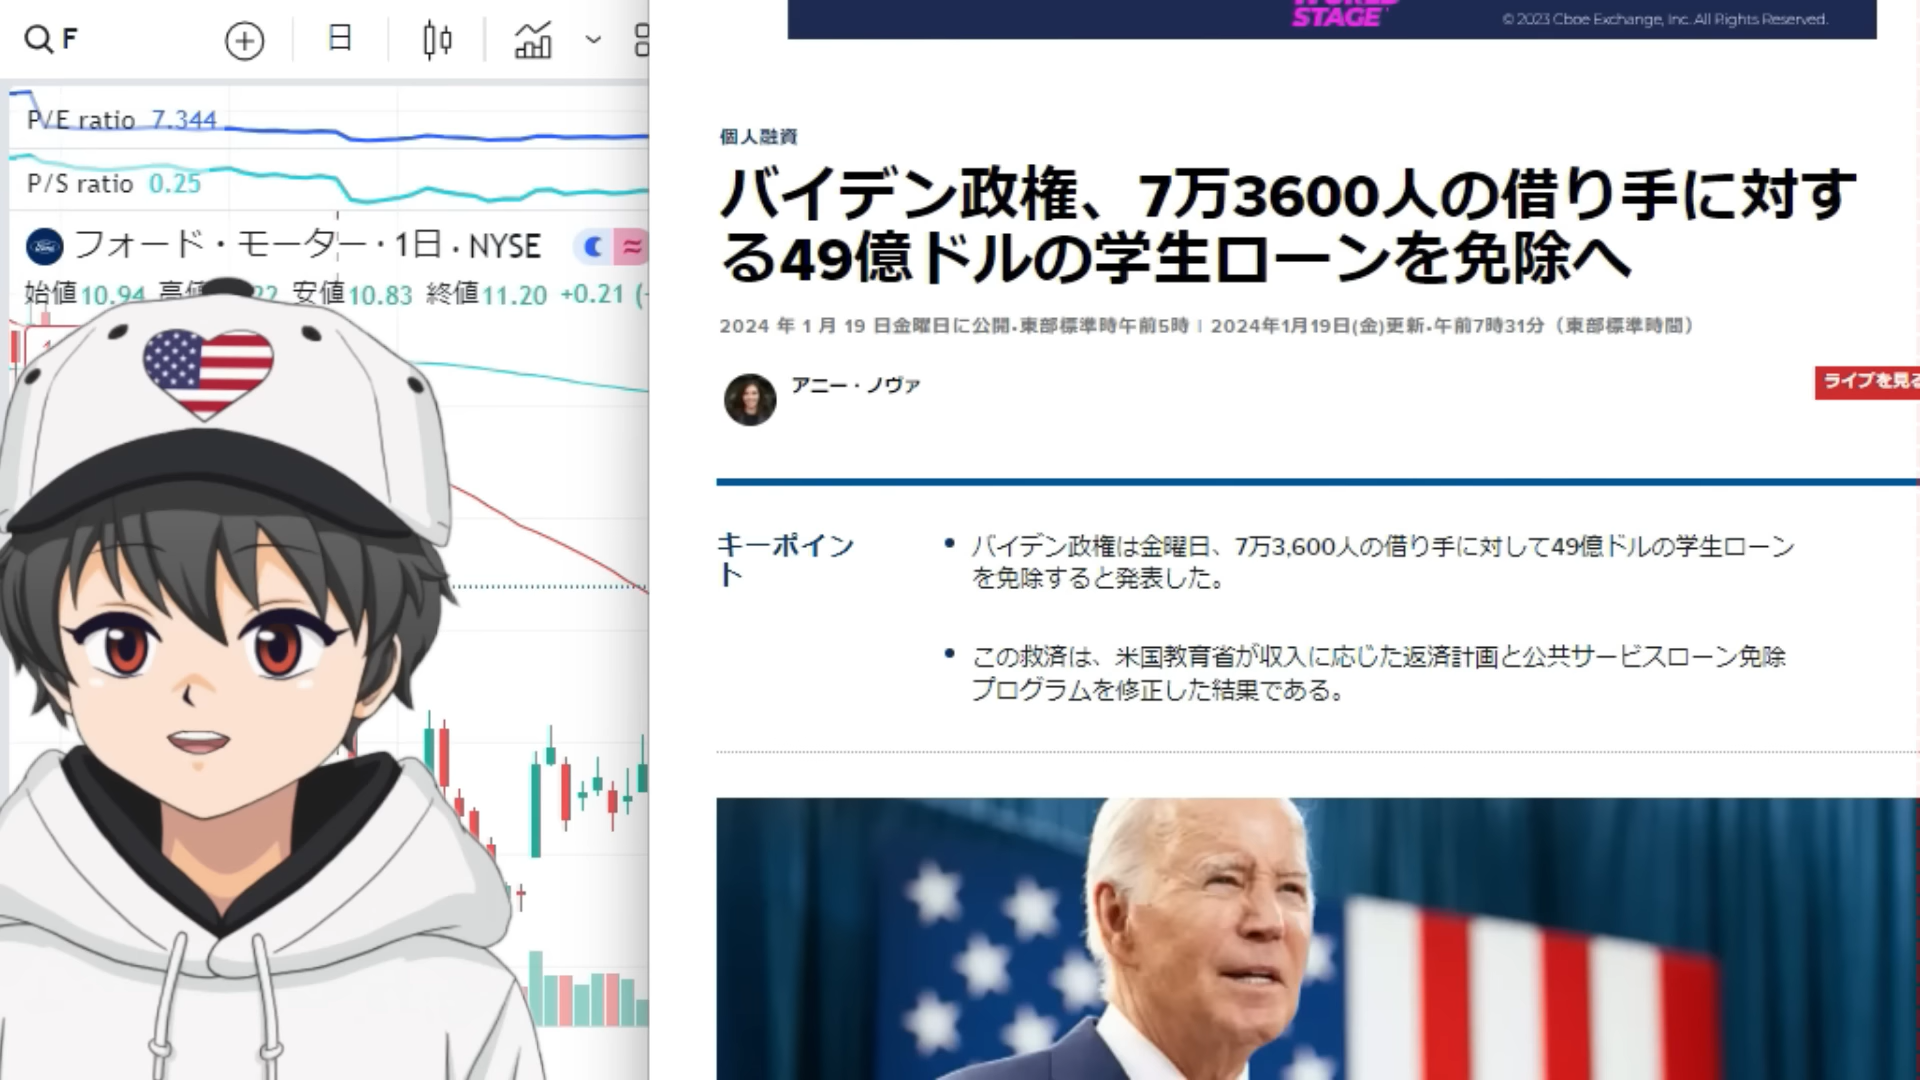 F
日
P/E ratio 7.344
P/S ratio 0.25
フォード・モーター・1日・NYSE
始値10.94 高値 22 安値10.83 終値11.20 +0.21 (
STAGE
© 2023 Cboe Exchange, Inc. All Rights Reserved.
個人融資
バイデン政権、7万3600人の借り手に対す
る49億ドルの学生ローンを免除へ
2024 年 1 月 19 日金曜日に公開•東部標準時午前5時 | 2024年1月19日(金)更新•午前7時31分（東部標準時間）
アニー・ノヴァ
ライブを見る
キーポイン
ト
• バイデン政権は金曜日、7万3,600人の借り手に対して49億ドルの学生ローン
を免除すると発表した。
• この救済は、米国教育省が収入に応じた返済計画と公共サービスローン免除
プログラムを修正した結果である。